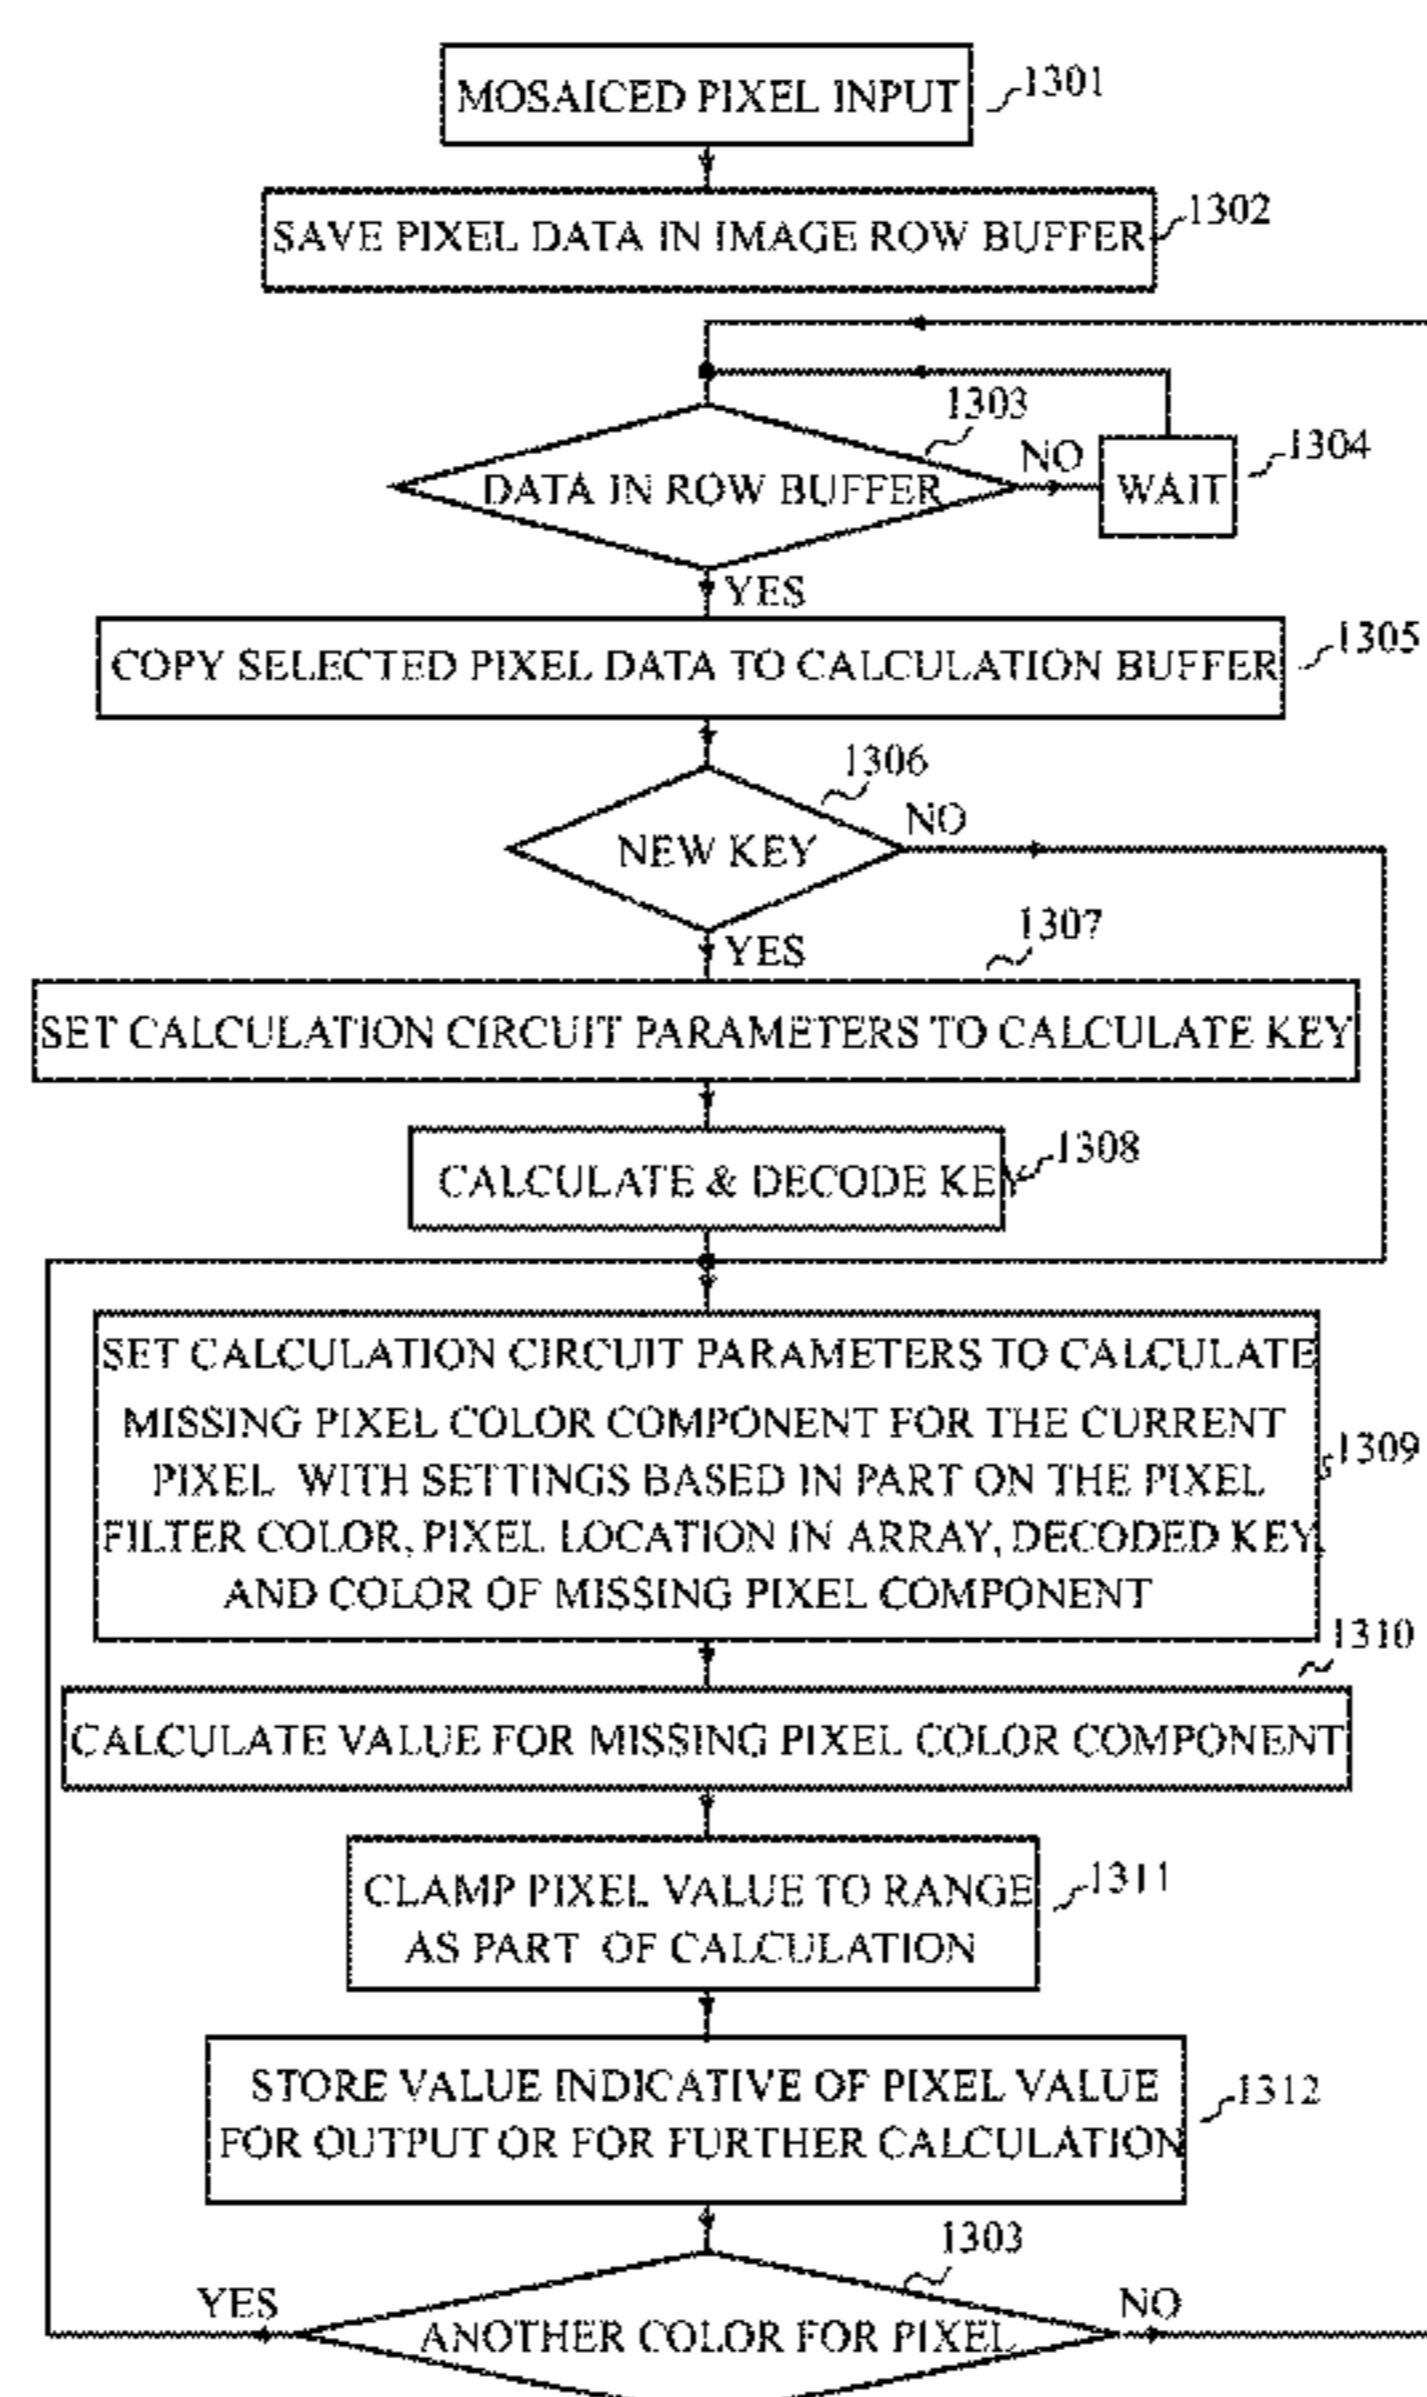 MOSAICED PIXEL INPUT
1301
SAVE PIXEL DATA IN IMAGE ROW BUFFER
1302
1303
DATA IN ROW BUFFER
NO
WAIT
1304
YES
COPY SELECTED PIXEL DATA TO CALCULATION BUFFER
1305
1306
NEW KEY
NO
YES
1307
SET CALCULATION CIRCUIT PARAMETERS TO CALCULATE KEY
CALCULATE & DECODE KEY
1308
SET CALCULATION CIRCUIT PARAMETERS TO CALCULATE
MISSING PIXEL COLOR COMPONENT FOR THE CURRENT
PIXEL WITH SETTINGS BASED IN PART ON THE PIXEL
FILTER COLOR, PIXEL LOCATION IN ARRAY, DECODED KEY,
AND COLOR OF MISSING PIXEL COMPONENT
1309
1310
CALCULATE VALUE FOR MISSING PIXEL COLOR COMPONENT
CLAMP PIXEL VALUE TO RANGE
AS PART OF CALCULATION
1311
STORE VALUE INDICATIVE OF PIXEL VALUE
FOR OUTPUT OR FOR FURTHER CALCULATION
1312
1303
YES
ANOTHER COLOR FOR PIXEL
NO